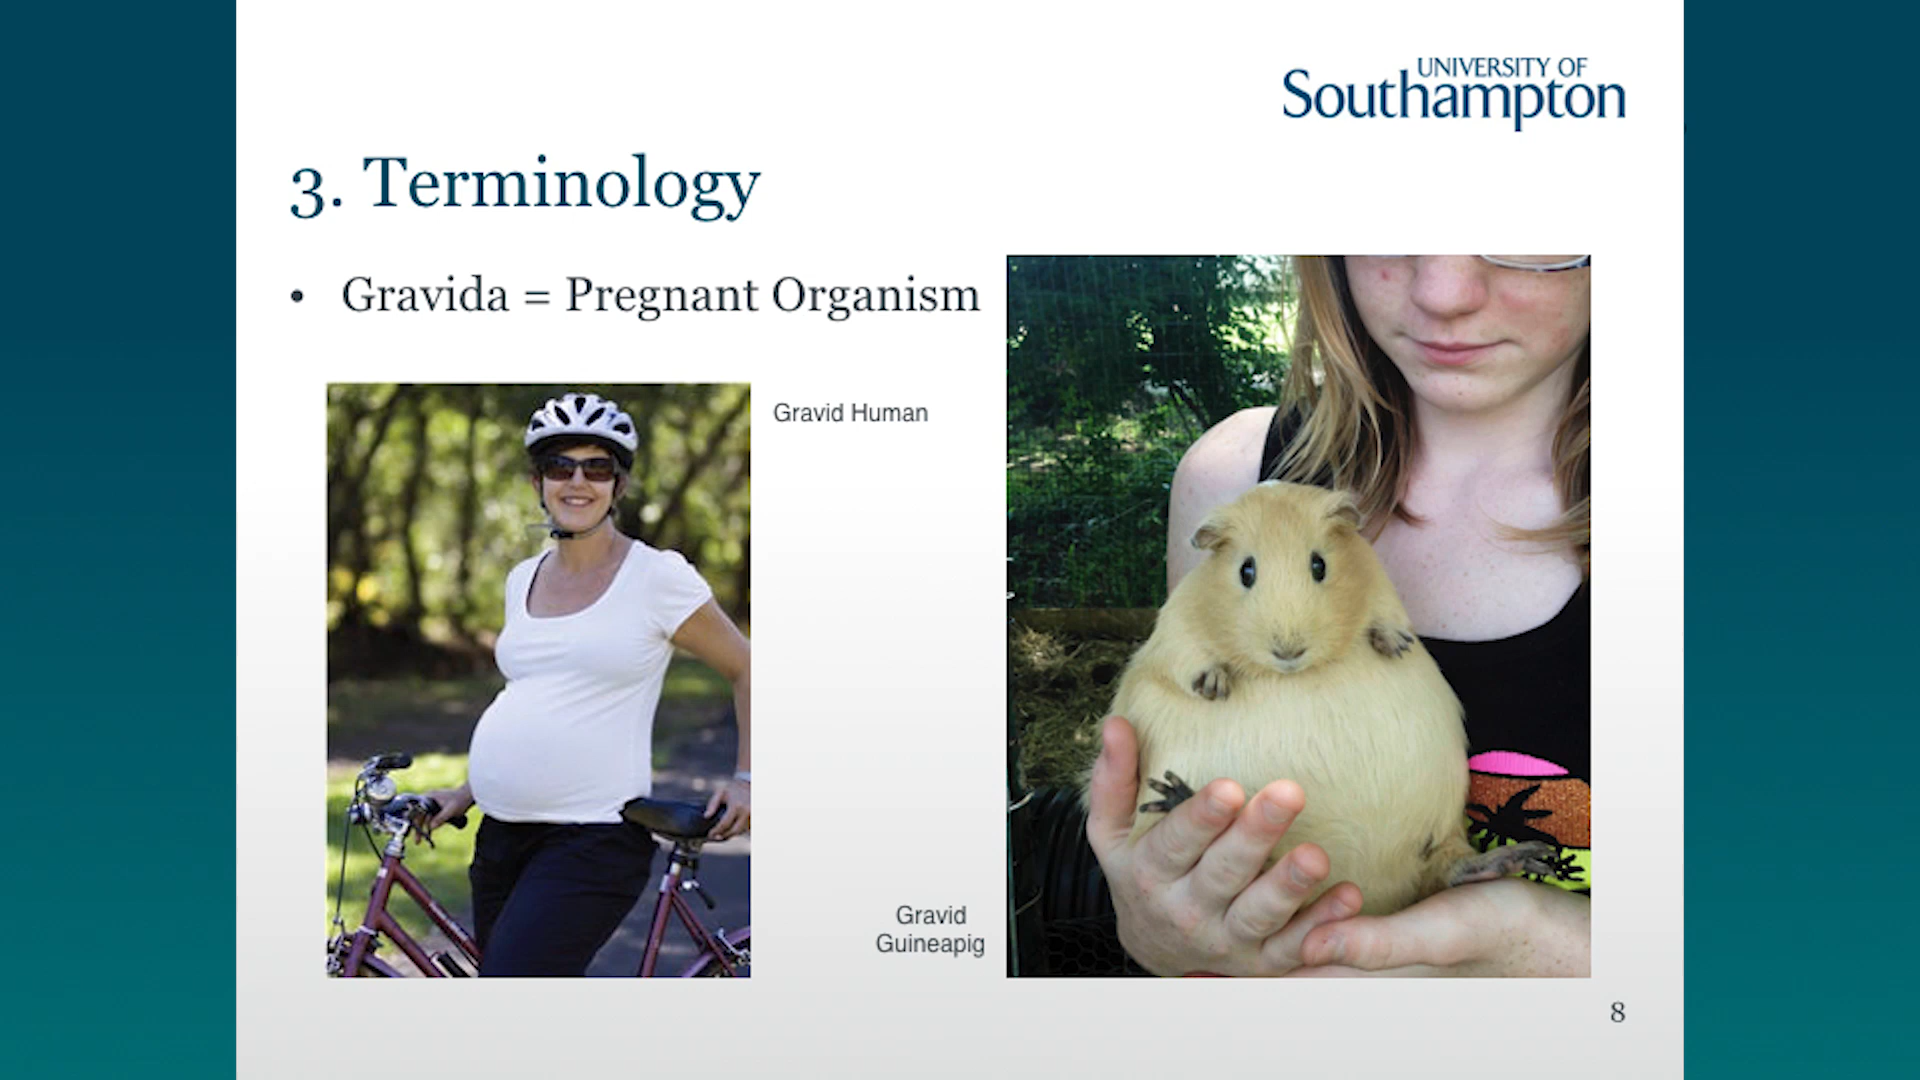 UNIVERSITY OF
Southampton
3. Terminology
• Gravida = Pregnant Organism
Gravid Human
Gravid
Guineapig
8